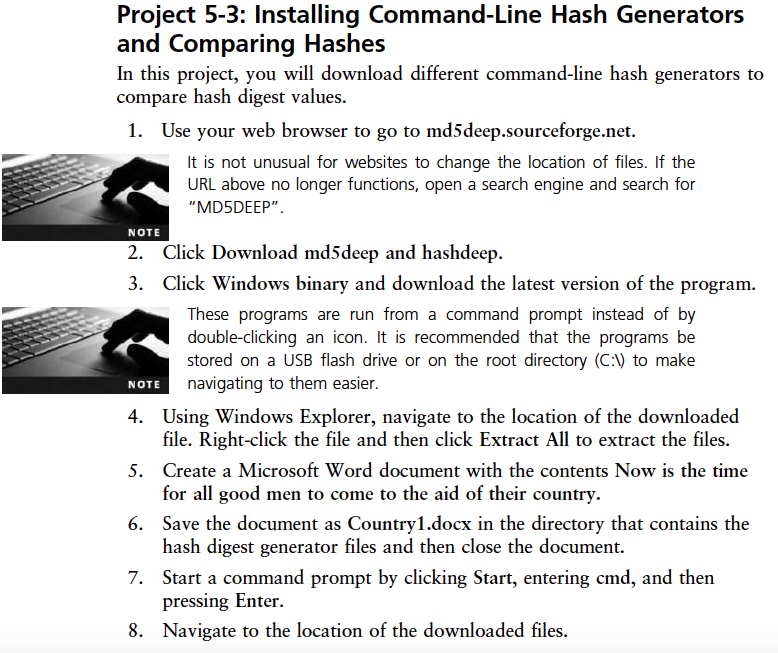 Project 5-3: Installing Command-Line Hash Generators
and Comparing Hashes
In this project, you will download different command-line hash generators to
compare hash digest values.
1. Use your web browser to go to md5deep.sourceforge.net.
It is not unusual for websites to change the location of files. If the
URL above no longer functions, open a search engine and search for
"MD5DEEP".
NOTE
2. Click Download md5deep and hashdeep.
3. Click Windows binary and download the latest version of the program.
These programs are run from a command prompt instead of by
double-clicking an icon. It is recommended that the programs be
stored on a USB flash drive or on the root directory (C:\) to make
navigating to them easier.
NOTE
4. Using Windows Explorer, navigate to the location of the downloaded
file. Right-click the file and then click Extract All to extract the files.
5. Create a Microsoft Word document with the contents Now is the time
for all good men to come to the aid of their country.
6. Save the document as Country1.docx in the directory that contains the
hash digest generator files and then close the document.
7. Start a command prompt by clicking Start, entering cmd, and then
pressing Enter.
8. Navigate to the location of the downloaded files.